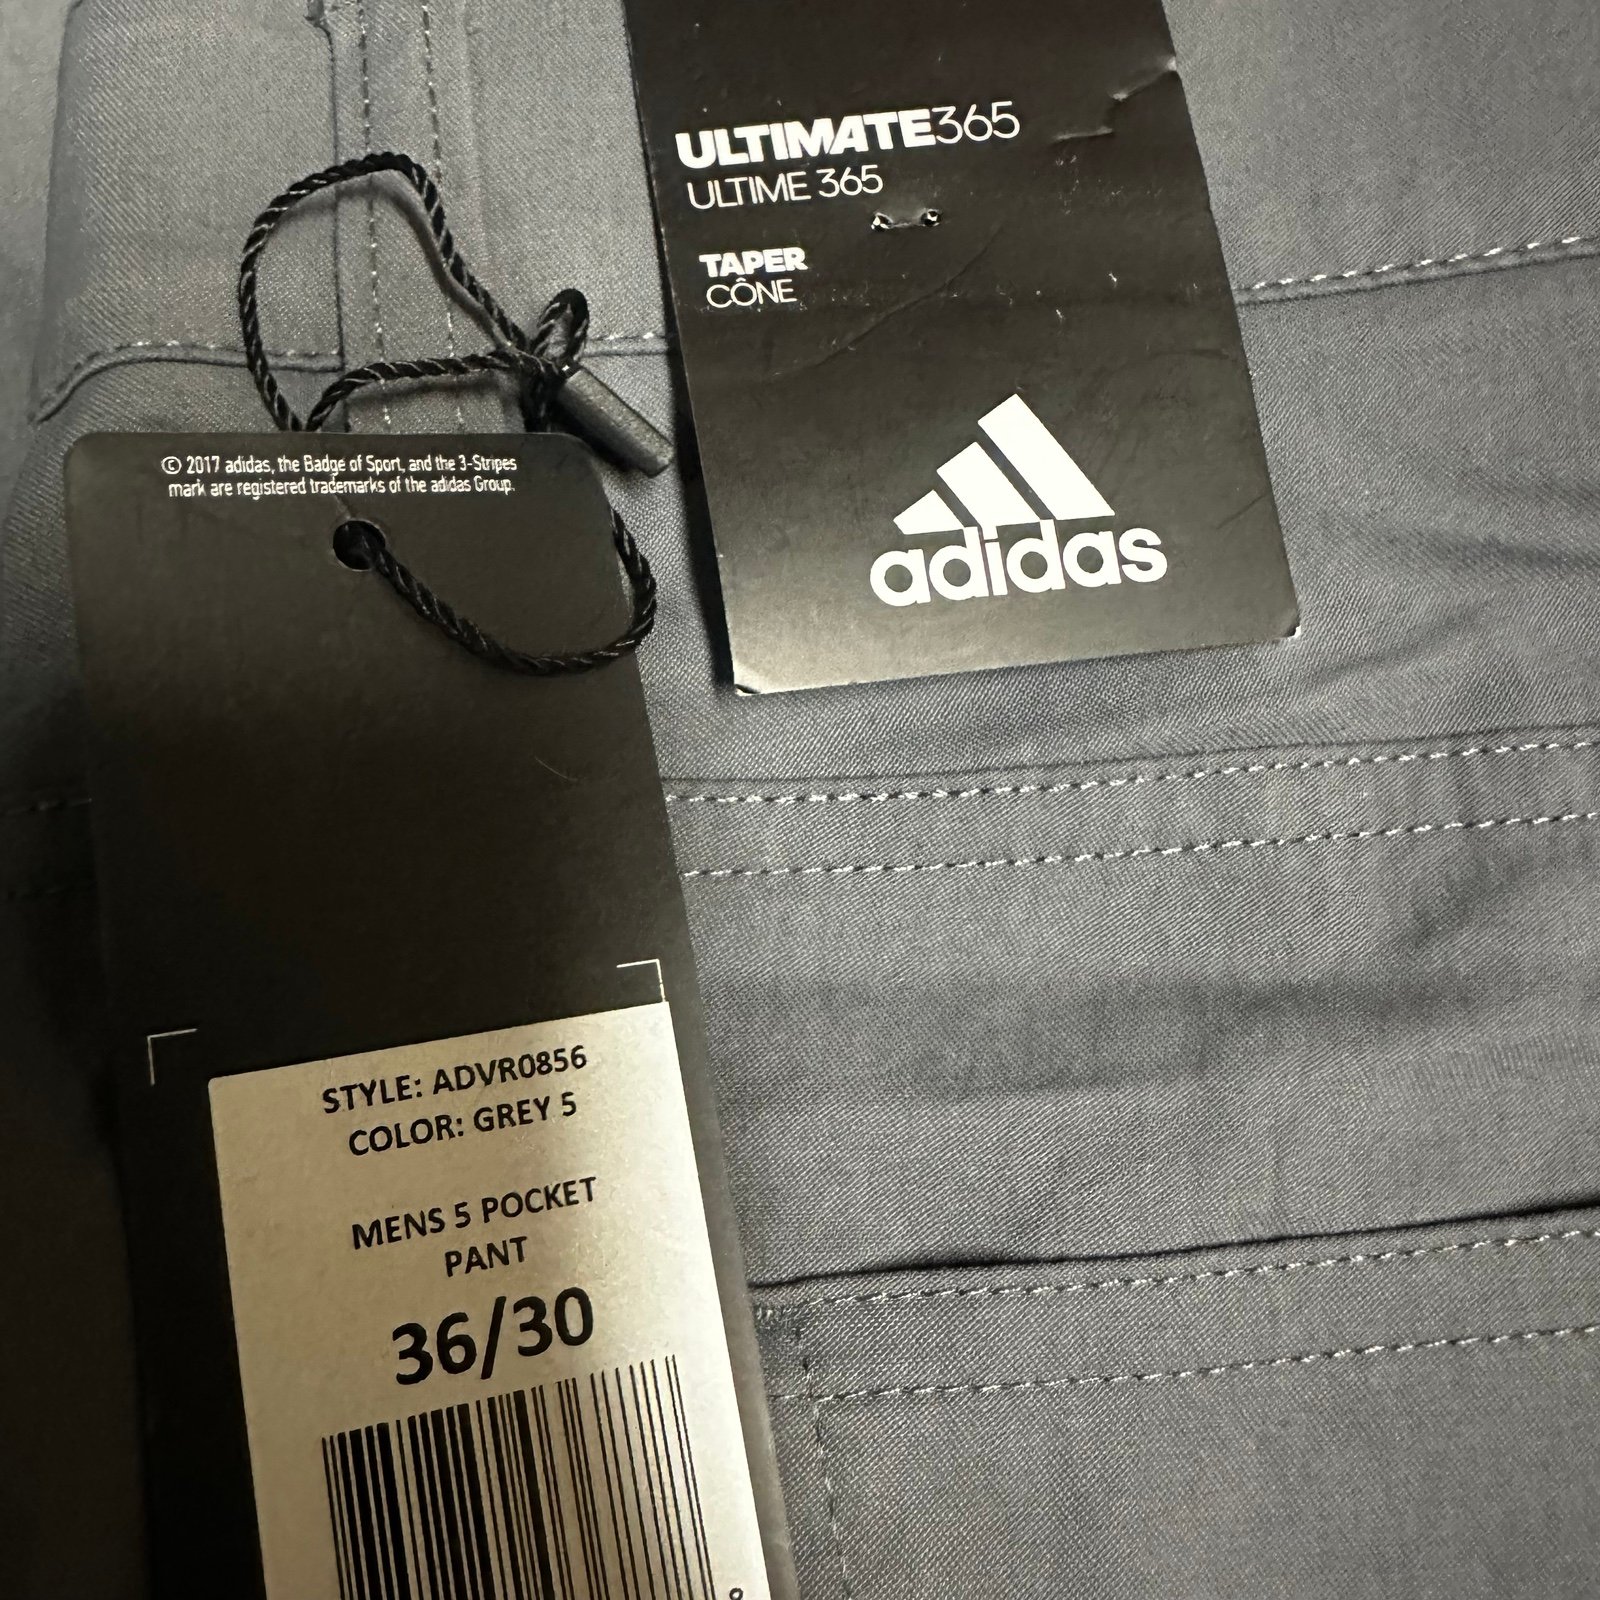 ULTIMATE365
ULTIME 365
TAPER
CÔNE
adidas
© 2017 adidas, the Badge of Sport, and the 3-Stripes
mark are registered trademarks of the adidas Group.
STYLE: ADVR0856
COLOR: GREY 5
MENS 5 POCKET
PANT
36/30